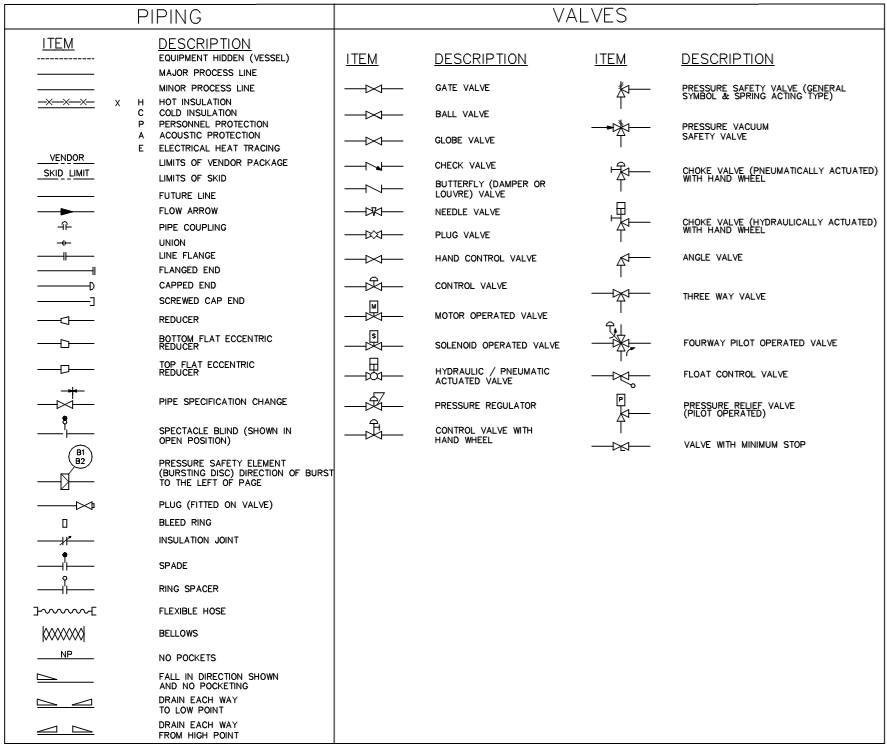 PIPING
ITEM DESCRIPTION
EQUIPMENT HIDDEN (VESSEL)
MAJOR PROCESS LINE
MINOR PROCESS LINE
X H HOT INSULATION
C COLD INSULATION
P PERSONNEL PROTECTION
A ACOUSTIC PROTECTION
E ELECTRICAL HEAT TRACING
VENDOR LIMITS OF VENDOR PACKAGE
SKID LIMIT LIMITS OF SKID
FUTURE LINE
FLOW ARROW
PIPE COUPLING
UNION
LINE FLANGE
FLANGED END
CAPPED END
SCREWED CAP END
REDUCER
BOTTOM FLAT ECCENTRIC
REDUCER
TOP FLAT ECCENTRIC
REDUCER
PIPE SPECIFICATION CHANGE
SPECTACLE BLIND (SHOWN IN
OPEN POSITION)
B1
B2
PRESSURE SAFETY ELEMENT
(BURSTING DISC) DIRECTION OF BURST
TO THE LEFT OF PAGE
PLUG (FITTED ON VALVE)
BLEED RING
INSULATION JOINT
SPADE
RING SPACER
FLEXIBLE HOSE
BELLOWS
NP NO POCKETS
FALL IN DIRECTION SHOWN
AND NO POCKETING
DRAIN EACH WAY
TO LOW POINT
DRAIN EACH WAY
FROM HIGH POINT
VALVES
ITEM DESCRIPTION
GATE VALVE
BALL VALVE
GLOBE VALVE
CHECK VALVE
BUTTERFLY (DAMPER OR
LOUVRE) VALVE
NEEDLE VALVE
PLUG VALVE
HAND CONTROL VALVE
CONTROL VALVE
M MOTOR OPERATED VALVE
S SOLENOID OPERATED VALVE
HYDRAULIC / PNEUMATIC
ACTUATED VALVE
PRESSURE REGULATOR
CONTROL VALVE WITH
HAND WHEEL
ITEM DESCRIPTION
PRESSURE SAFETY VALVE (GENERAL
SYMBOL & SPRING ACTING TYPE)
PRESSURE VACUUM
SAFETY VALVE
CHOKE VALVE (PNEUMATICALLY ACTUATED)
WITH HAND WHEEL
CHOKE VALVE (HYDRAULICALLY ACTUATED)
WITH HAND WHEEL
ANGLE VALVE
THREE WAY VALVE
FOURWAY PILOT OPERATED VALVE
FLOAT CONTROL VALVE
P PRESSURE RELIEF VALVE
(PILOT OPERATED)
VALVE WITH MINIMUM STOP